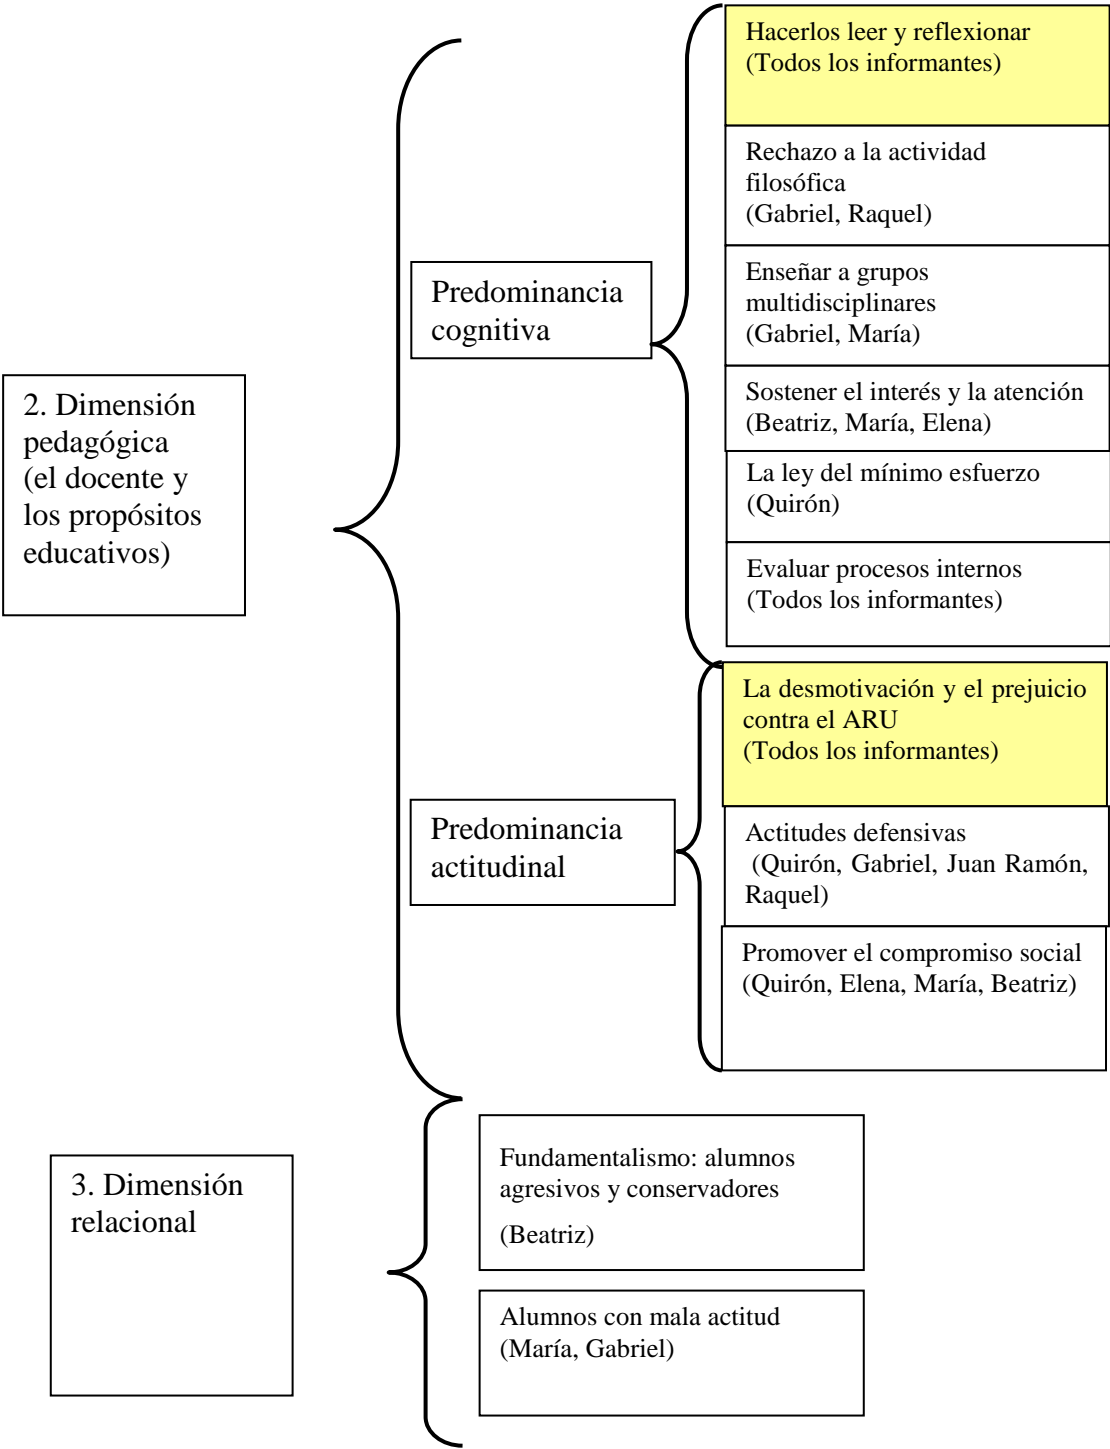 2. Dimensión
pedagógica
(el docente y
los propósitos
educativos)
Predominancia
cognitiva
Hacerlos leer y reflexionar
(Todos los informantes)
Rechazo a la actividad
filosófica
(Gabriel, Raquel)
Enseñar a grupos
multidisciplinares
(Gabriel, María)
Sostener el interés y la atención
(Beatriz, María, Elena)
La ley del mínimo esfuerzo
(Quirón)
Evaluar procesos internos
(Todos los informantes)
Predominancia
actitudinal
La desmotivación y el prejuicio
contra el ARU
(Todos los informantes)
Actitudes defensivas
(Quirón, Gabriel, Juan Ramón,
Raquel)
Promover el compromiso social
(Quirón, Elena, María, Beatriz)
3. Dimensión
relacional
Fundamentalismo: alumnos
agresivos y conservadores
(Beatriz)
Alumnos con mala actitud
(María, Gabriel)